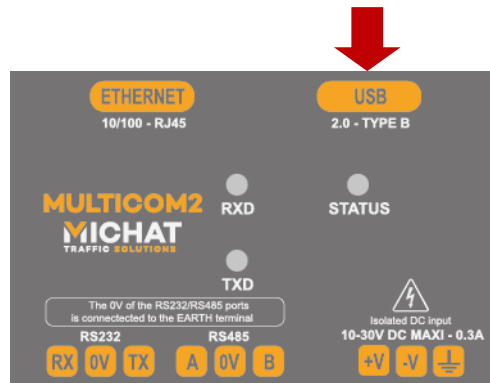 ETHERNET
10/100 - RJ45
USB
2.0 - TYPE B
MULTICOM2
MICHAT
TRAFFIC SOLUTIONS
RXD
STATUS
TXD
The 0V of the RS232/RS485 ports
is connectected to the EARTH terminal
RS232
RX 0V TX
RS485
A 0V B
Isolated DC input
10-30V DC MAXI - 0.3A
+V -V